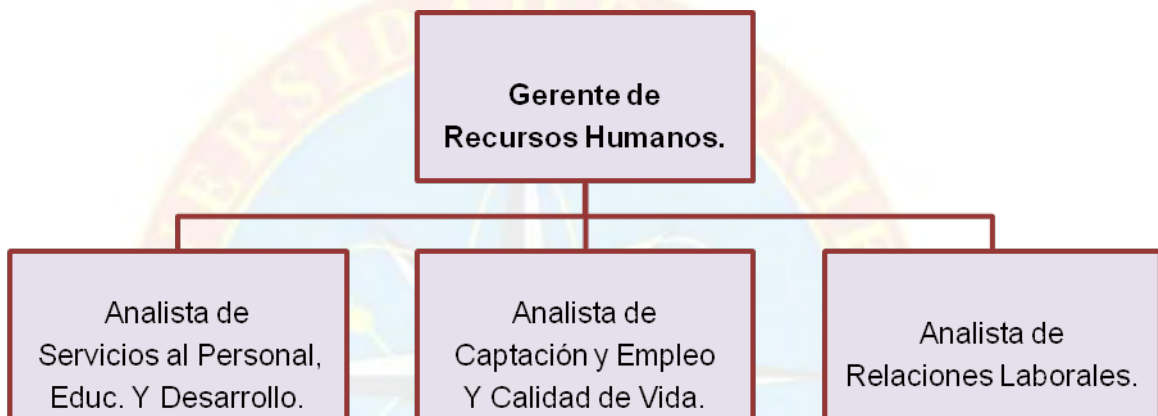 Gerente de
Recursos Humanos.
Analista de
Servicios al Personal,
Educ. Y Desarrollo.
Analista de
Captación y Empleo
Y Calidad de Vida.
Analista de
Relaciones Laborales.